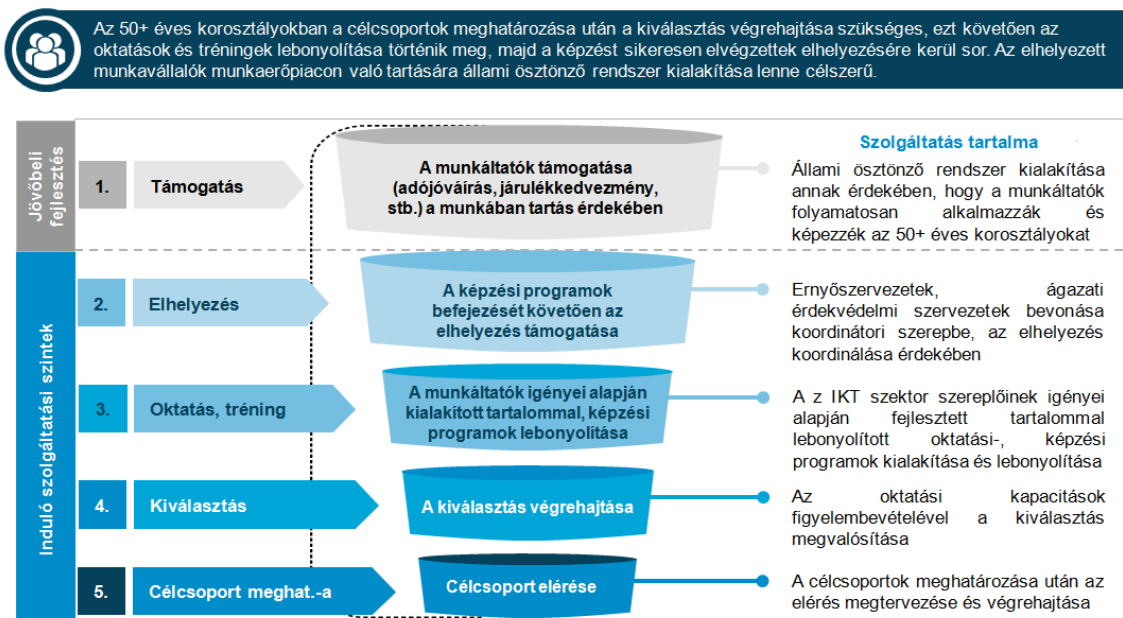 Az 50+ éves korosztályokban a célcsoportok meghatározása után a kiválasztás végrehajtása szükséges, ezt követően az
oktatások és tréningek lebonyolítása történik meg, majd a képzést sikeresen elvégzettek elhelyezésére kerül sor. Az elhelyezett
munkavállalók munkaerőpiacon való tartására állami ösztönző rendszer kialakítása lenne célszerű.
Jövőbeli
fejlesztés
1.
Támogatás
A munkáltatók támogatása
(adójóváírás, járulékkedvezmény,
stb.) a munkában tartás érdekében
Szolgáltatás tartalma
Állami ösztönző rendszer kialakítása
annak érdekében, hogy a munkáltatók
folyamatosan alkalmazzák és
képezzék az 50+ éves korosztályokat
Induló szolgáltatási szintek
2.
Elhelyezés
A képzési programok
befejezését követően az
elhelyezés támogatása
Ernyőszervezetek, ágazati
érdekvédelmi szervezetek bevonása
koordinátori szerepbe, az elhelyezés
koordinálása érdekében
3.
Oktatás, tréning
A munkáltatók igényei alapján
kialakított tartalommal, képzési
programok lebonyolítása
A z IKT szektor szereplőinek igényei
alapján fejlesztett tartalommal
lebonyolított oktatási-, képzési
programok kialakítása és lebonyolítása
4.
Kiválasztás
A kiválasztás végrehajtása
Az oktatási kapacitások
figyelembevételével a kiválasztás
megvalósítása
5.
Célcsoport meghat.-a
Célcsoport elérése
A célcsoportok meghatározása után az
elérés megtervezése és végrehajtása